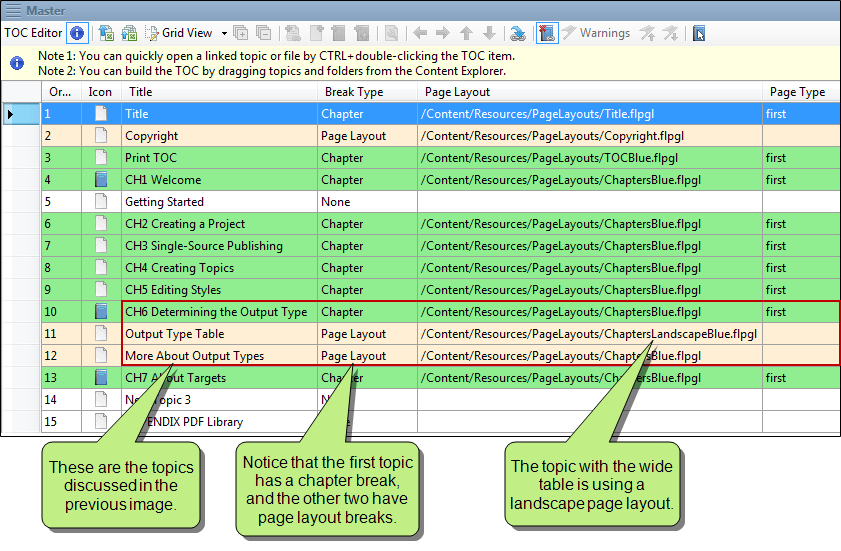 Master
TOC Editor Grid View Warnings
Note 1: You can quickly open a linked topic or file by CTRL+double-clicking the TOC item.
Note 2: You can build the TOC by dragging topics and folders from the Content Explorer.
Or... Icon Title Break Type Page Layout Page Type
1 Title Chapter /Content/Resources/PageLayouts/Title.flpgl first
2 Copyright Page Layout /Content/Resources/PageLayouts/Copyright.flpgl
3 Print TOC Chapter /Content/Resources/PageLayouts/TOCBlue.flpgl first
4 CH1 Welcome Chapter /Content/Resources/PageLayouts/ChaptersBlue.flpgl first
5 Getting Started None
6 CH2 Creating a Project Chapter /Content/Resources/PageLayouts/ChaptersBlue.flpgl first
7 CH3 Single-Source Publishing Chapter /Content/Resources/PageLayouts/ChaptersBlue.flpgl first
8 CH4 Creating Topics Chapter /Content/Resources/PageLayouts/ChaptersBlue.flpgl first
9 CH5 Editing Styles Chapter /Content/Resources/PageLayouts/ChaptersBlue.flpgl first
10 CH6 Determining the Output Type Chapter /Content/Resources/PageLayouts/ChaptersBlue.flpgl first
11 Output Type Table Page Layout /Content/Resources/PageLayouts/ChaptersLandscapeBlue.flpgl
12 More About Output Types Page Layout /Content/Resources/PageLayouts/ChaptersBlue.flpgl
13 CH7 About Targets Chapter /Content/Resources/PageLayouts/ChaptersBlue.flpgl first
14 Topic 3
15 PDF Library
These are the topics
discussed in the
previous image.
Notice that the first topic
has a chapter break,
and the other two have
page layout breaks.
The topic with the wide
table is using a
landscape page layout.